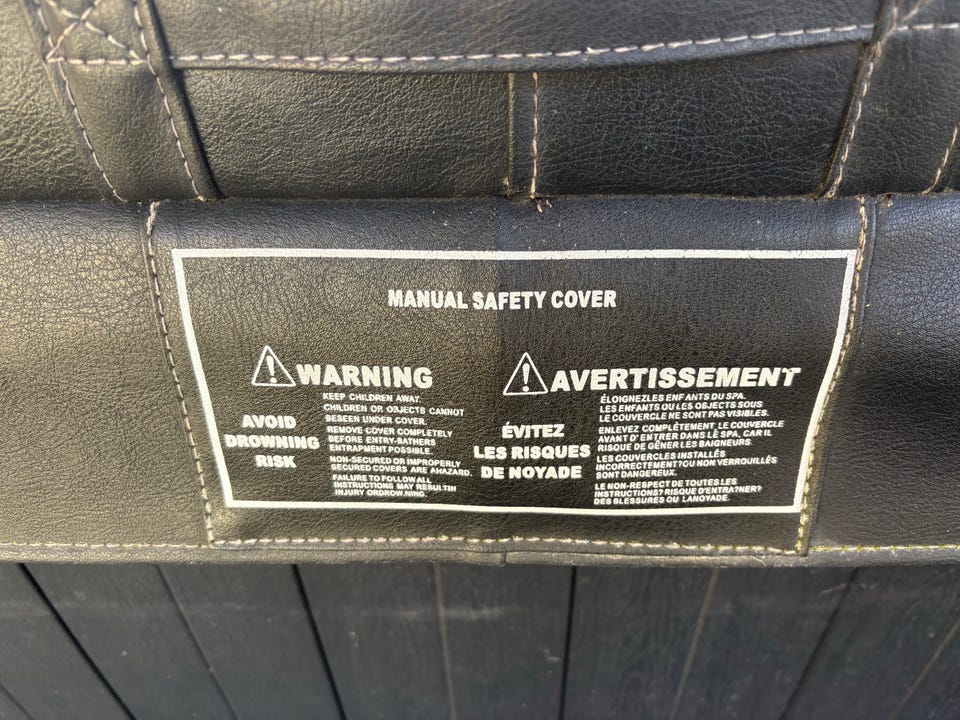 MANUAL SAFETY COVER
WARNING
AVOID
DROWNING
RISK
KEEP CHILDREN AWAY.
CHILDREN OR OBJECTS CANNOT
BESEEN UNDER COVER.
REMOVE COVER COMPLETELY
BEFORE ENTRY-BATHERS
ENTRAPMENT POSSIBLE.
NON-SECURED OR IMPROPERLY
SECURED COVERS ARE AHAZARD.
FAILURE TO FOLLOW ALL
INSTRUCTIONS MAY RESULTIN
INJURY ORDROW.NING.
AVERTISSEMENT
ÉVITEZ
LES RISQUES
DE NOYADE
ÉLOIGNEZLES ENFANTS DU SPA.
LES ENFANTS OU LES OBJECTS SOUS
LE COUVERCLE NE SONT PAS VISIBLES.
ENLEVEZ COMPLÈTEMENT, LE COUVERCLE
AVANT D'ENTRER DANS LÈ SPA, CAR IL
RISQUE DE GÊNER LES BAIGNEURS.
LES COUVERCLES INSTALLÉS
INCORRECTEMENT?OU NON VERROUILLÉS
SONT DANGEREUX.
LE NON-RESPECT DE TOUTES LES
INSTRUCTIONS? RISQUE D'ENTRA?NER?
DES BLESSURES OU LANOYADE.